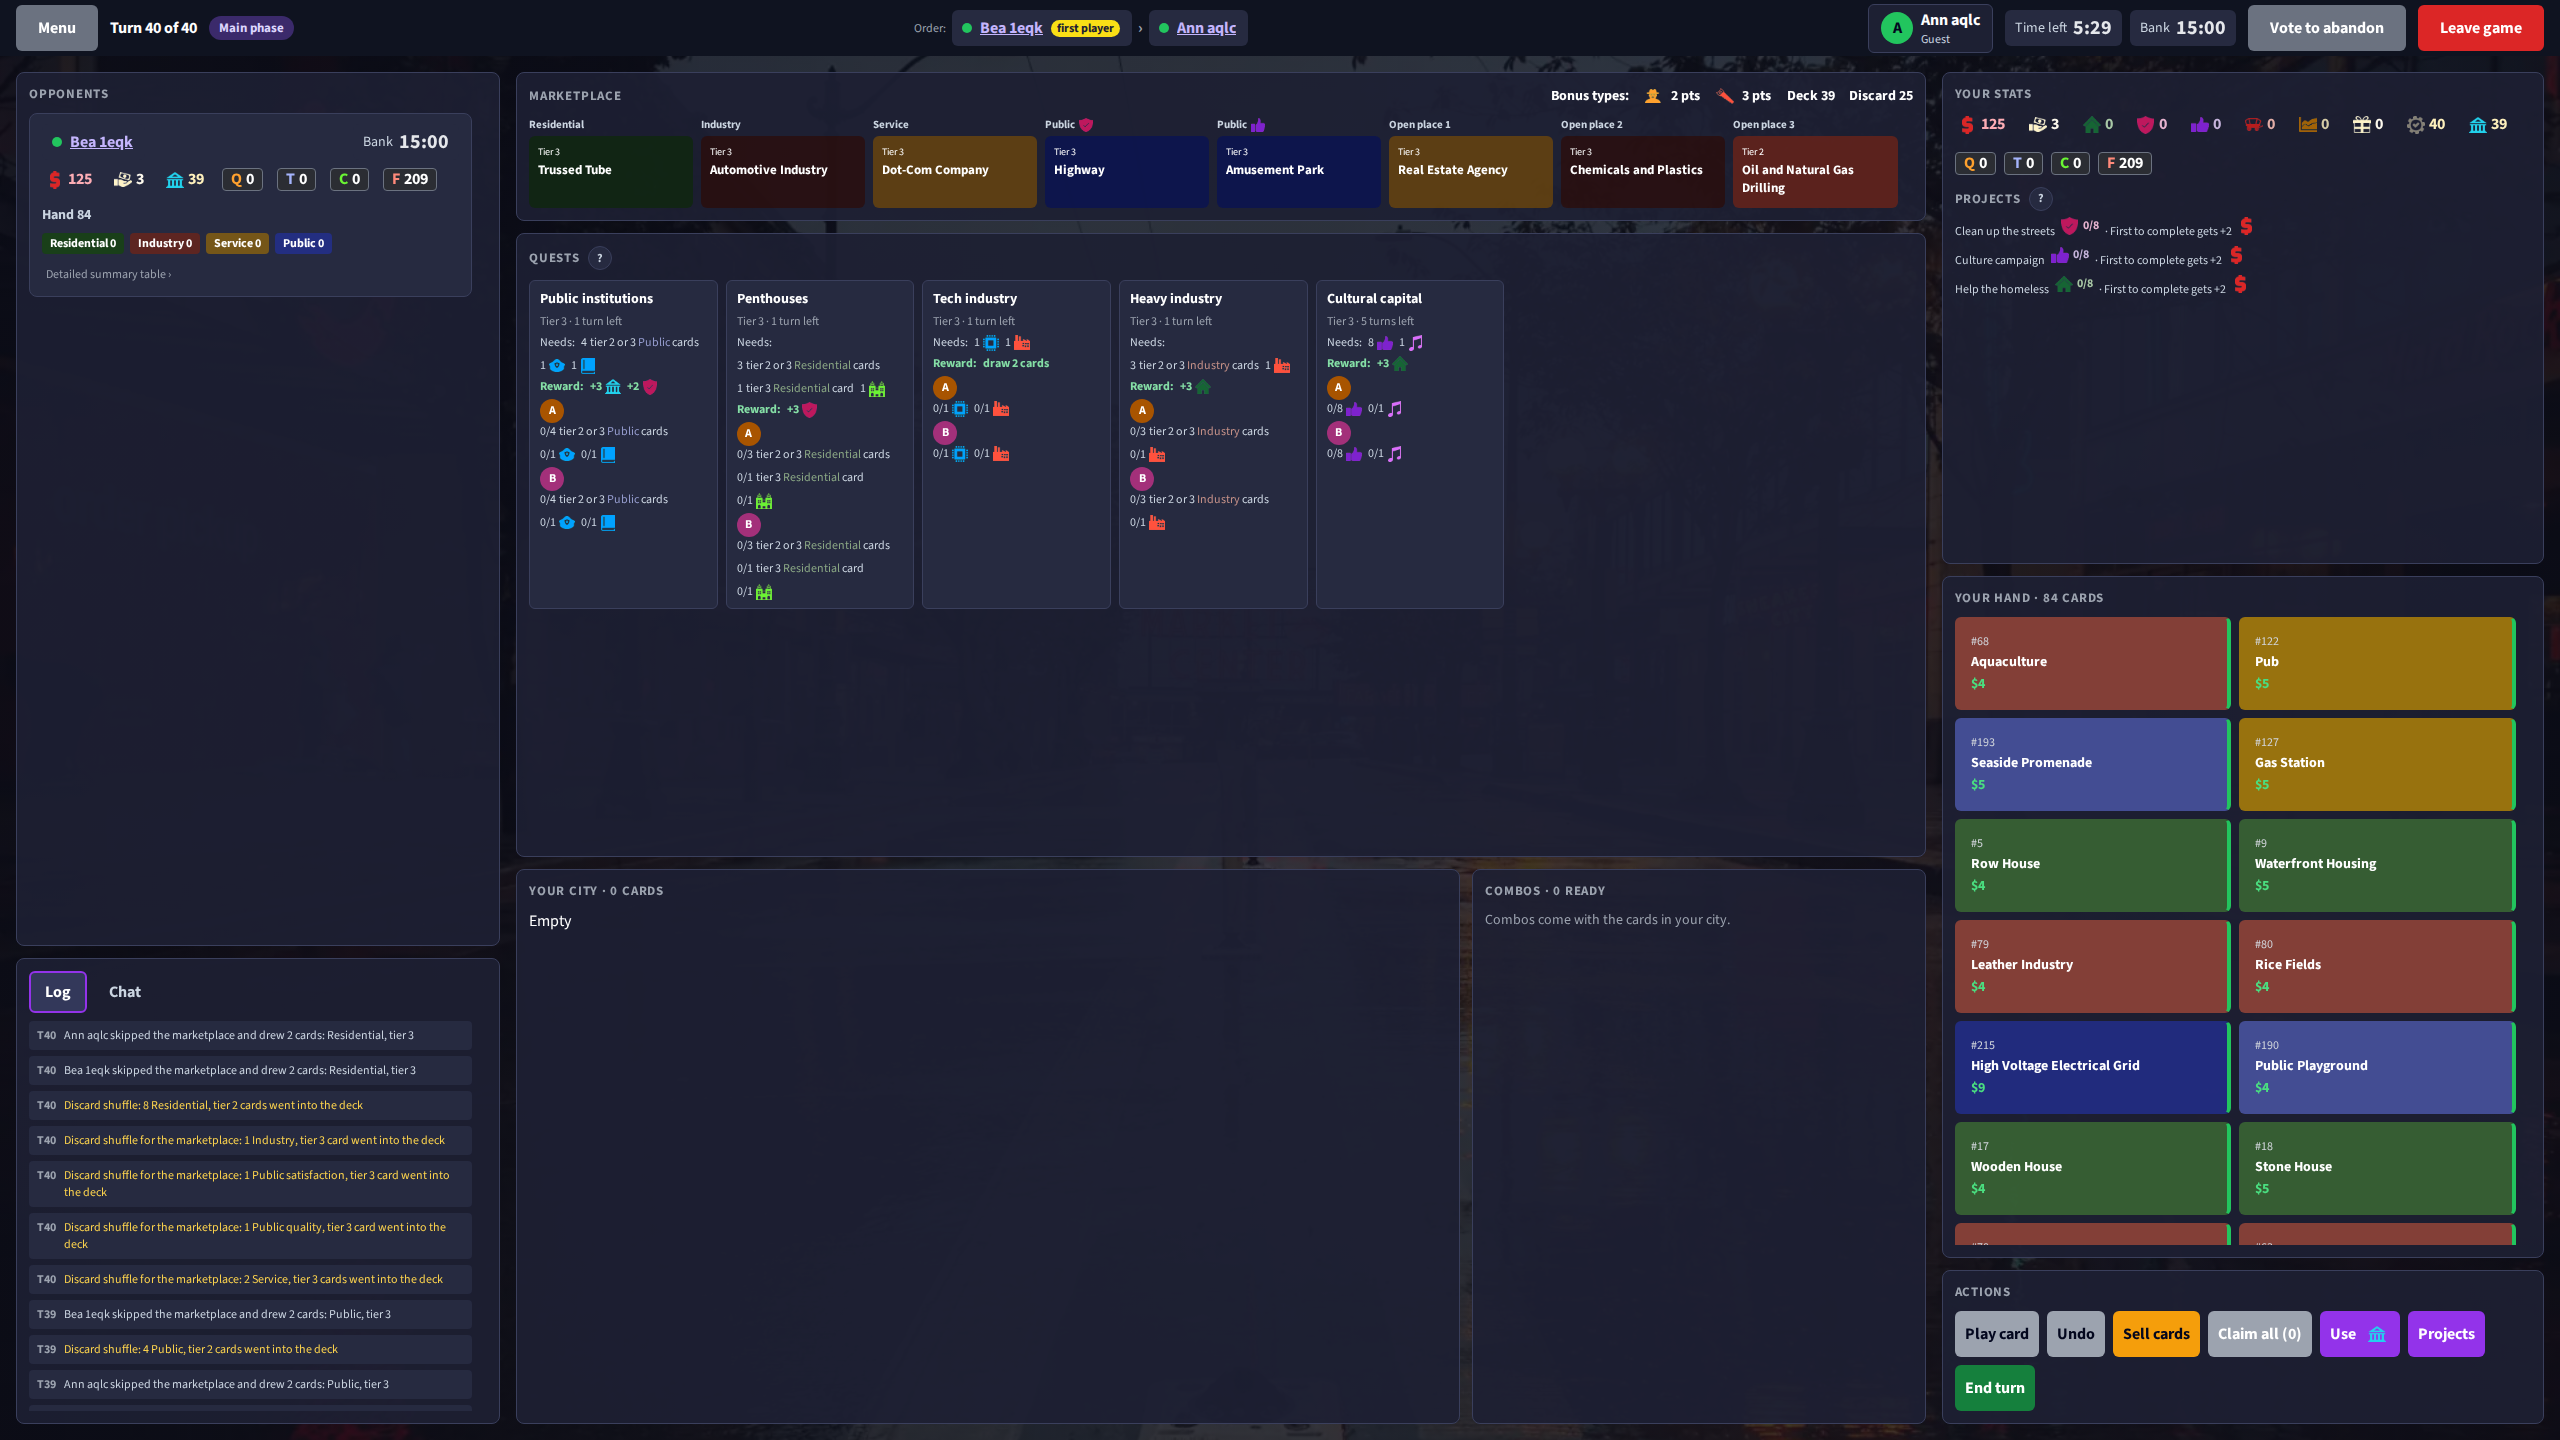 Menu
Turn 40 of 40
Main phase
Order:
Bea 1eqk
first player
›
Ann aqlc
A
Ann aqlc
Guest
Time left 5:29
Bank 15:00
Vote to abandon
Leave game
OPPONENTS
Bea 1eqk
Bank 15:00
125 3 39 Q 0 T 0 C 0 F 209
Hand 84
Residential 0 Industry 0 Service 0 Public 0
Detailed summary table ›
MARKETPLACE
Bonus types: 2 pts 3 pts Deck 39 Discard 25
Residential
Tier 3
Trussed Tube
Industry
Tier 3
Automotive Industry
Service
Tier 3
Dot-Com Company
Public
Tier 3
Highway
Public
Tier 3
Amusement Park
Open place 1
Tier 3
Real Estate Agency
Open place 2
Tier 3
Chemicals and Plastics
Open place 3
Tier 2
Oil and Natural Gas
Drilling
QUESTS ?
Public institutions
Tier 3 · 1 turn left
Needs: 4 tier 2 or 3 Public cards
1 1
Reward: +3 +2
A
0/4 tier 2 or 3 Public cards
0/1 0/1
B
0/4 tier 2 or 3 Public cards
0/1 0/1
Penthouses
Tier 3 · 1 turn left
Needs:
3 tier 2 or 3 Residential cards
1 tier 3 Residential card 1
Reward: +3
A
0/3 tier 2 or 3 Residential cards
0/1 tier 3 Residential card
0/1
B
0/3 tier 2 or 3 Residential cards
0/1 tier 3 Residential card
0/1
Tech industry
Tier 3 · 1 turn left
Needs: 1 1
Reward: draw 2 cards
A
0/1 0/1
B
0/1 0/1
Heavy industry
Tier 3 · 1 turn left
Needs:
3 tier 2 or 3 Industry cards 1
Reward: +3
A
0/3 tier 2 or 3 Industry cards
0/1
B
0/3 tier 2 or 3 Industry cards
0/1
Cultural capital
Tier 3 · 5 turns left
Needs: 8 1
Reward: +3
A
0/8 0/1
B
0/8 0/1
YOUR STATS
125 3 0 0 0 0 0 0 40 39
Q 0 T 0 C 0 F 209
PROJECTS ?
Clean up the streets 0/8 · First to complete gets +2
Culture campaign 0/8 · First to complete gets +2
Help the homeless 0/8 · First to complete gets +2
YOUR HAND · 84 CARDS
#68
Aquaculture
$4
#122
Pub
$5
#193
Seaside Promenade
$5
#127
Gas Station
$5
#5
Row House
$4
#9
Waterfront Housing
$5
#79
Leather Industry
$4
#80
Rice Fields
$4
#215
High Voltage Electrical Grid
$9
#190
Public Playground
$4
#17
Wooden House
$4
#18
Stone House
$5
Log
Chat
T40 Ann aqlc skipped the marketplace and drew 2 cards: Residential, tier 3
T40 Bea 1eqk skipped the marketplace and drew 2 cards: Residential, tier 3
T40 Discard shuffle: 8 Residential, tier 2 cards went into the deck
T40 Discard shuffle for the marketplace: 1 Industry, tier 3 card went into the deck
T40 Discard shuffle for the marketplace: 1 Public satisfaction, tier 3 card went into
the deck
T40 Discard shuffle for the marketplace: 1 Public quality, tier 3 card went into the
deck
T40 Discard shuffle for the marketplace: 2 Service, tier 3 cards went into the deck
T39 Bea 1eqk skipped the marketplace and drew 2 cards: Public, tier 3
T39 Discard shuffle: 4 Public, tier 2 cards went into the deck
T39 Ann aqlc skipped the marketplace and drew 2 cards: Public, tier 3
YOUR CITY · 0 CARDS
Empty
COMBOS · 0 READY
Combos come with the cards in your city.
ACTIONS
Play card
Undo
Sell cards
Claim all (0)
Use
Projects
End turn